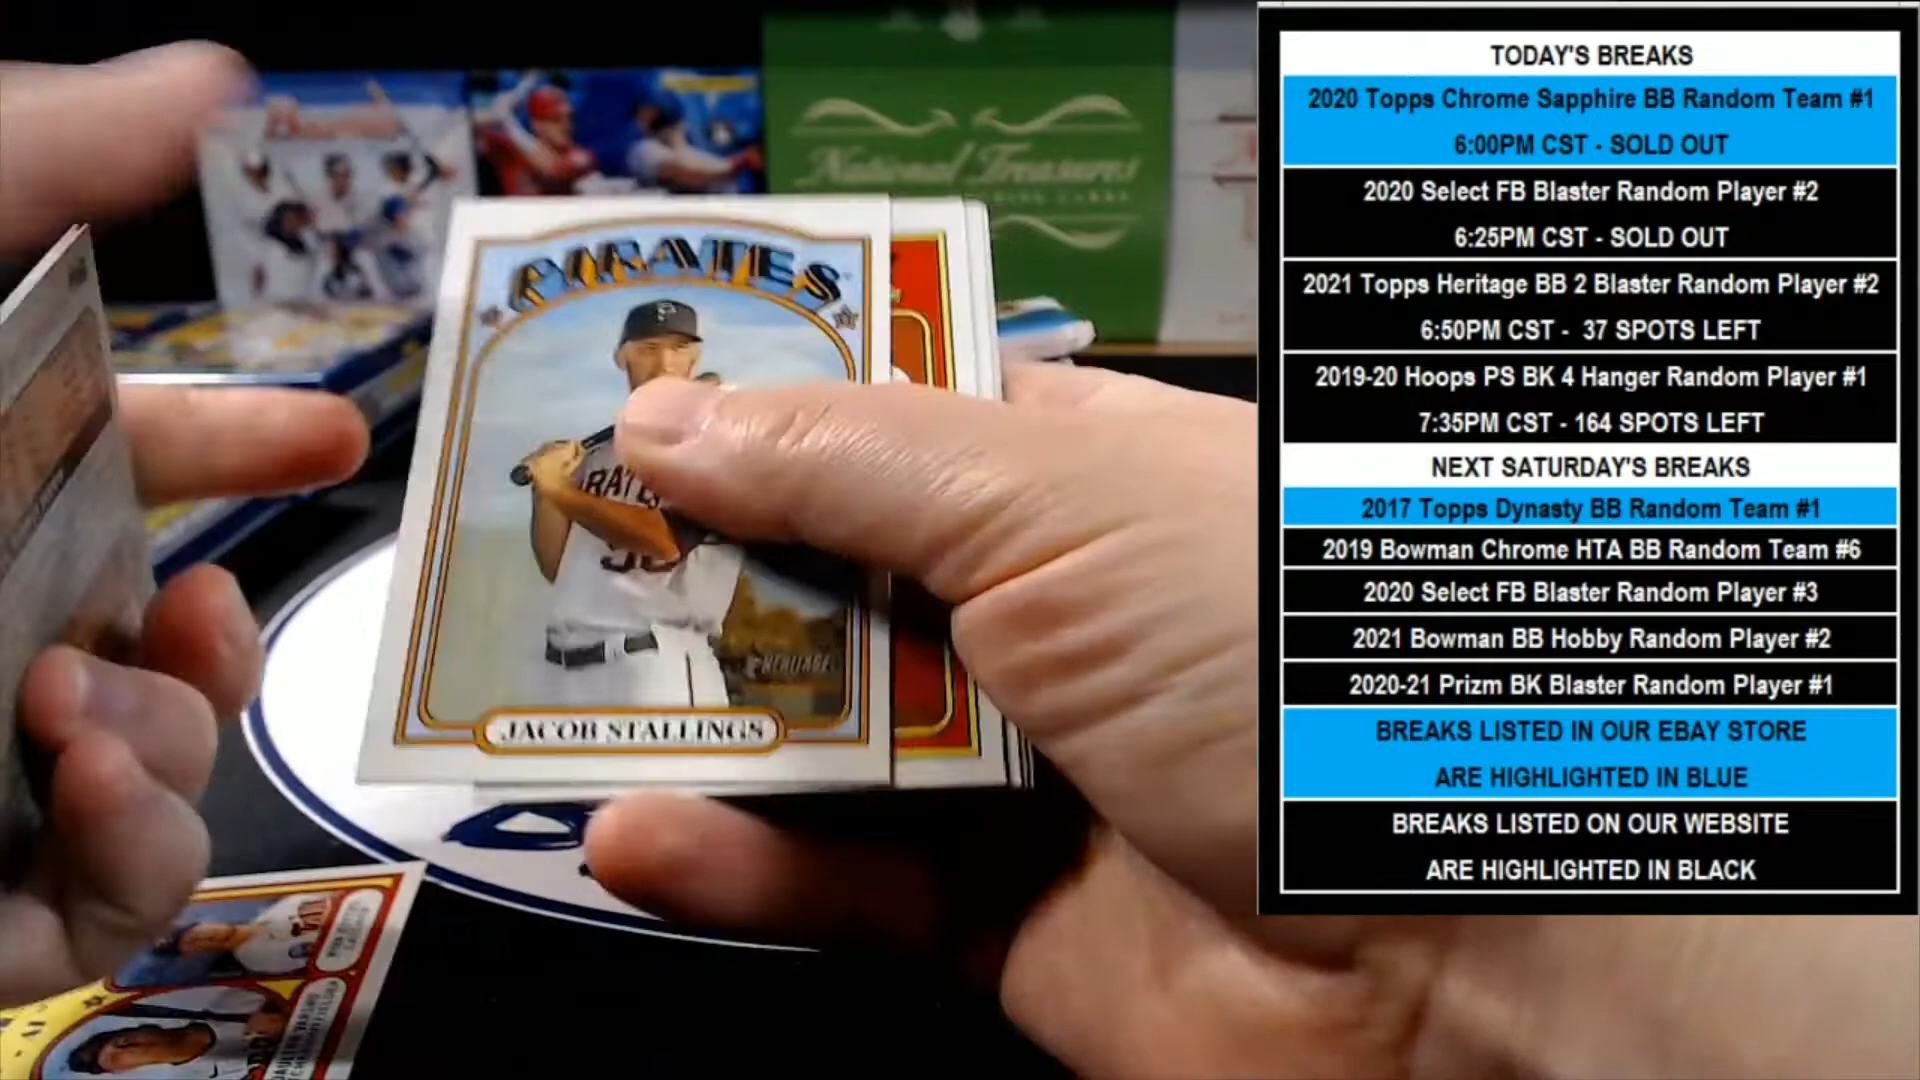 National Treasures
PIRATES
P
HERITAGE
JACOB STALLINGS
TODAY'S BREAKS
2020 Topps Chrome Sapphire BB Random Team #1
6:00PM CST - SOLD OUT
2020 Select FB Blaster Random Player #2
6:25PM CST - SOLD OUT
2021 Topps Heritage BB 2 Blaster Random Player #2
6:50PM CST - 37 SPOTS LEFT
2019-20 Hoops PS BK 4 Hanger Random Player #1
7:35PM CST - 164 SPOTS LEFT
NEXT SATURDAY'S BREAKS
2017 Topps Dynasty BB Random Team #1
2019 Bowman Chrome HTA BB Random Team #6
2020 Select FB Blaster Random Player #3
2021 Bowman BB Hobby Random Player #2
2020-21 Prizm BK Blaster Random Player #1
BREAKS LISTED IN OUR EBAY STORE
ARE HIGHLIGHTED IN BLUE
BREAKS LISTED ON OUR WEBSITE
ARE HIGHLIGHTED IN BLACK